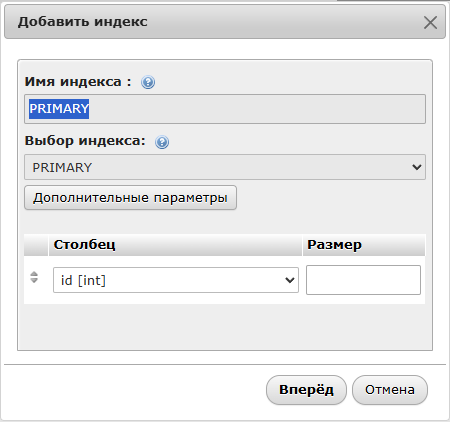 Добавить индекс
Имя индекса :
PRIMARY
Выбор индекса:
PRIMARY
Дополнительные параметры
Столбец Размер
id [int]
Вперёд Отмена